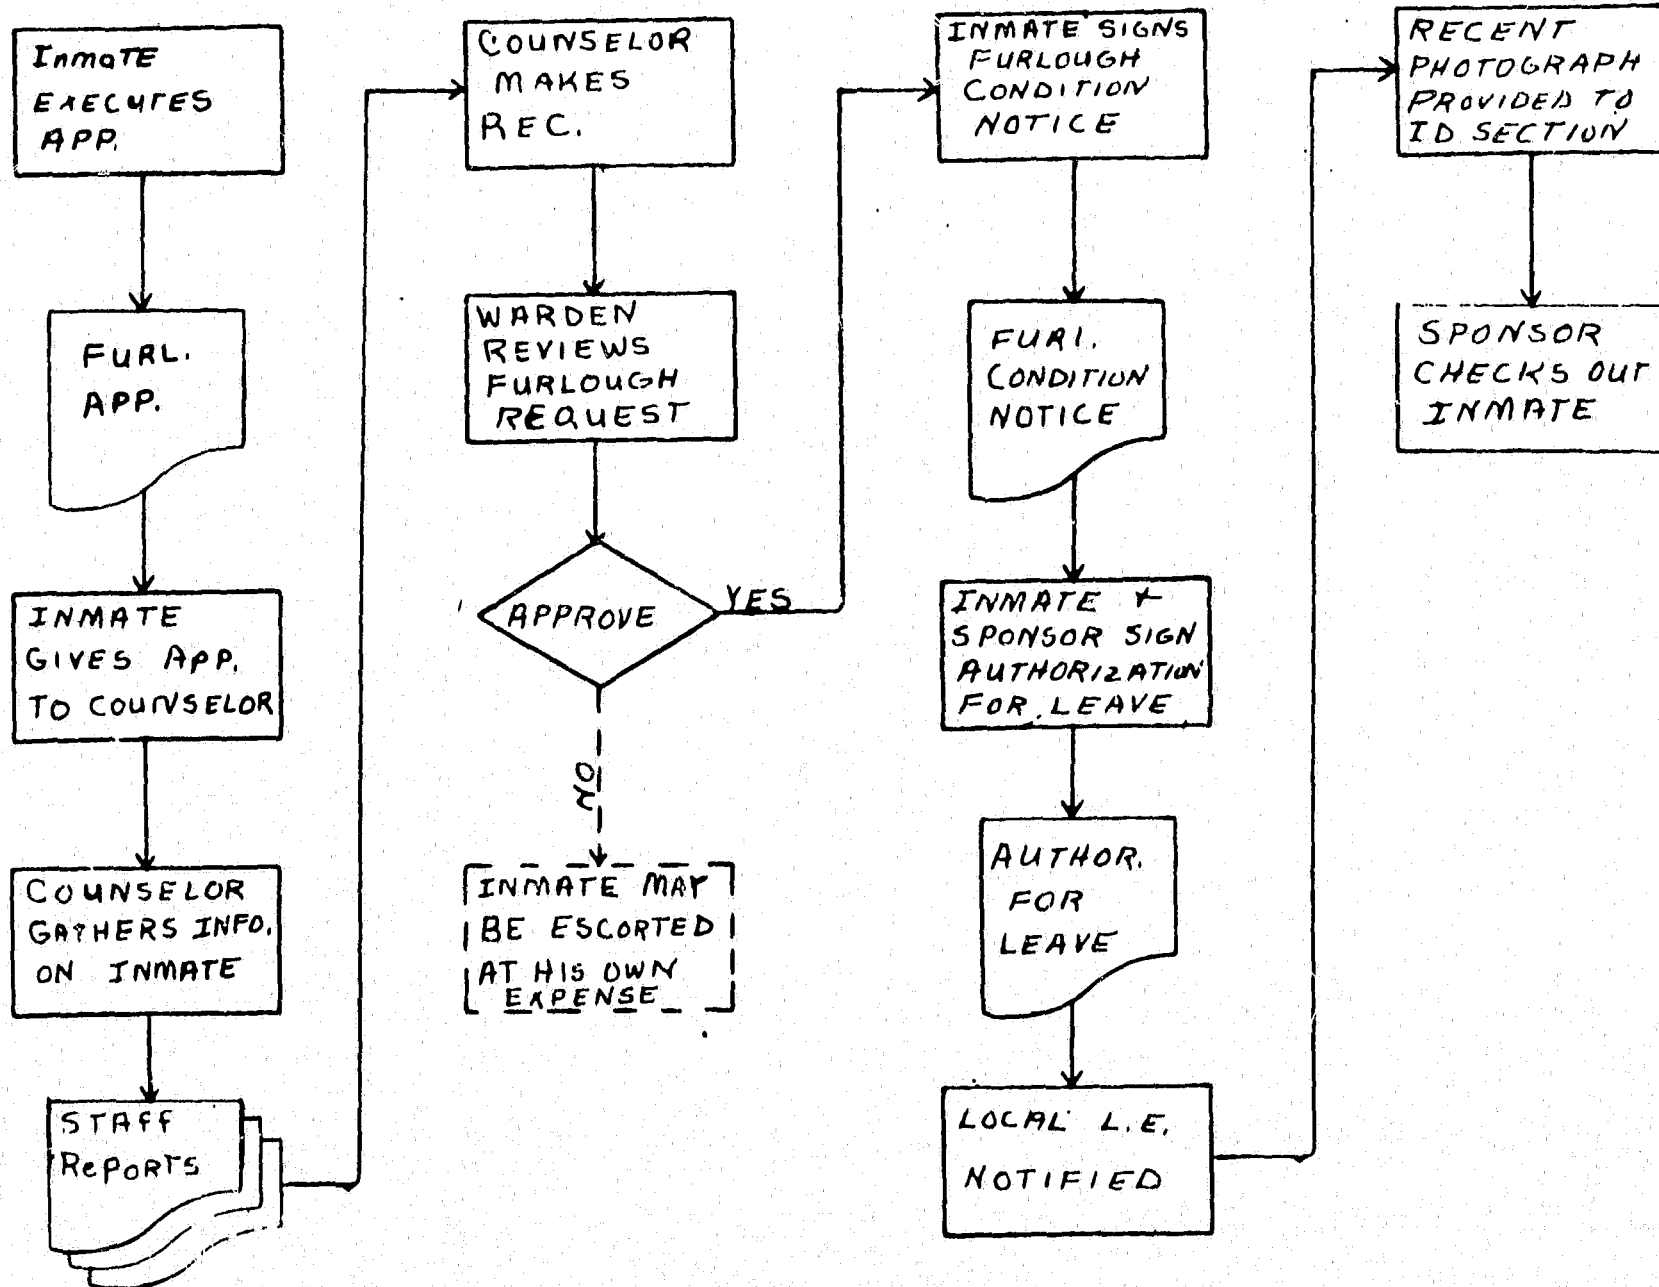 InmaTE
EXECUTES
APP.
FURL.
APP.
INMATE
GIVES APP.
TO COUNSELOR
COUNSELOR
GATHERS INFO.
ON INMATE
STAFF
RePORTS
COUNSELOR
MAKES
REC.
WARDEN
REVIEWS
FURLOUGH
REQUEST
APPROVE
YES
NO
INMATE MAY
BE ESCORTED
AT HIS OWN
EXPENSE
INMATE SIGNS
FURLOUGH
CONDITION
NOTICE
FURl.
CONDITION
NOTICE
INMATE +
SPONSOR SIGN
AUTHORIZATION
FOR LEAVE
AUTHOR.
FOR
LEAVE
LOCAL L.E.
NOTIFIED
RECENT
PHOTOGRAPH
PROVIDED TO
ID SECTION
SPONSOR
CHECKS OUT
INMATE